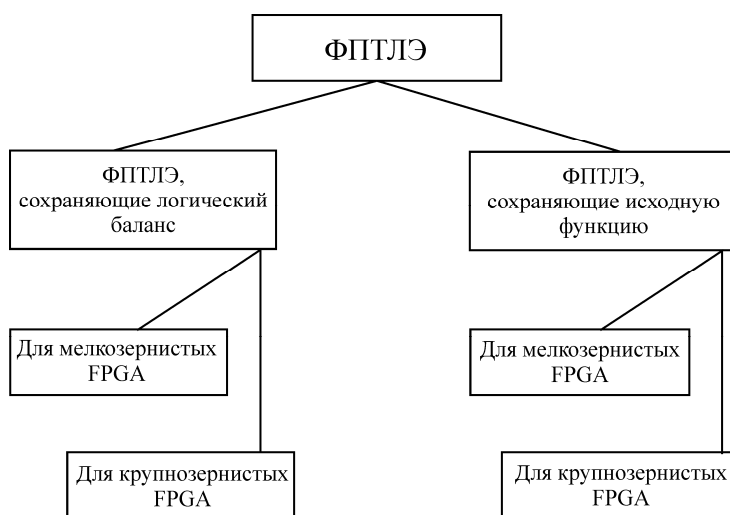 ФПТЛЭ
ФПТЛЭ,
сохраняющие логический
баланс
ФПТЛЭ,
сохраняющие исходную
функцию
Для мелкозернистых
FPGA
Для мелкозернистых
FPGA
Для крупнозернистых
FPGA
Для крупнозернистых
FPGA